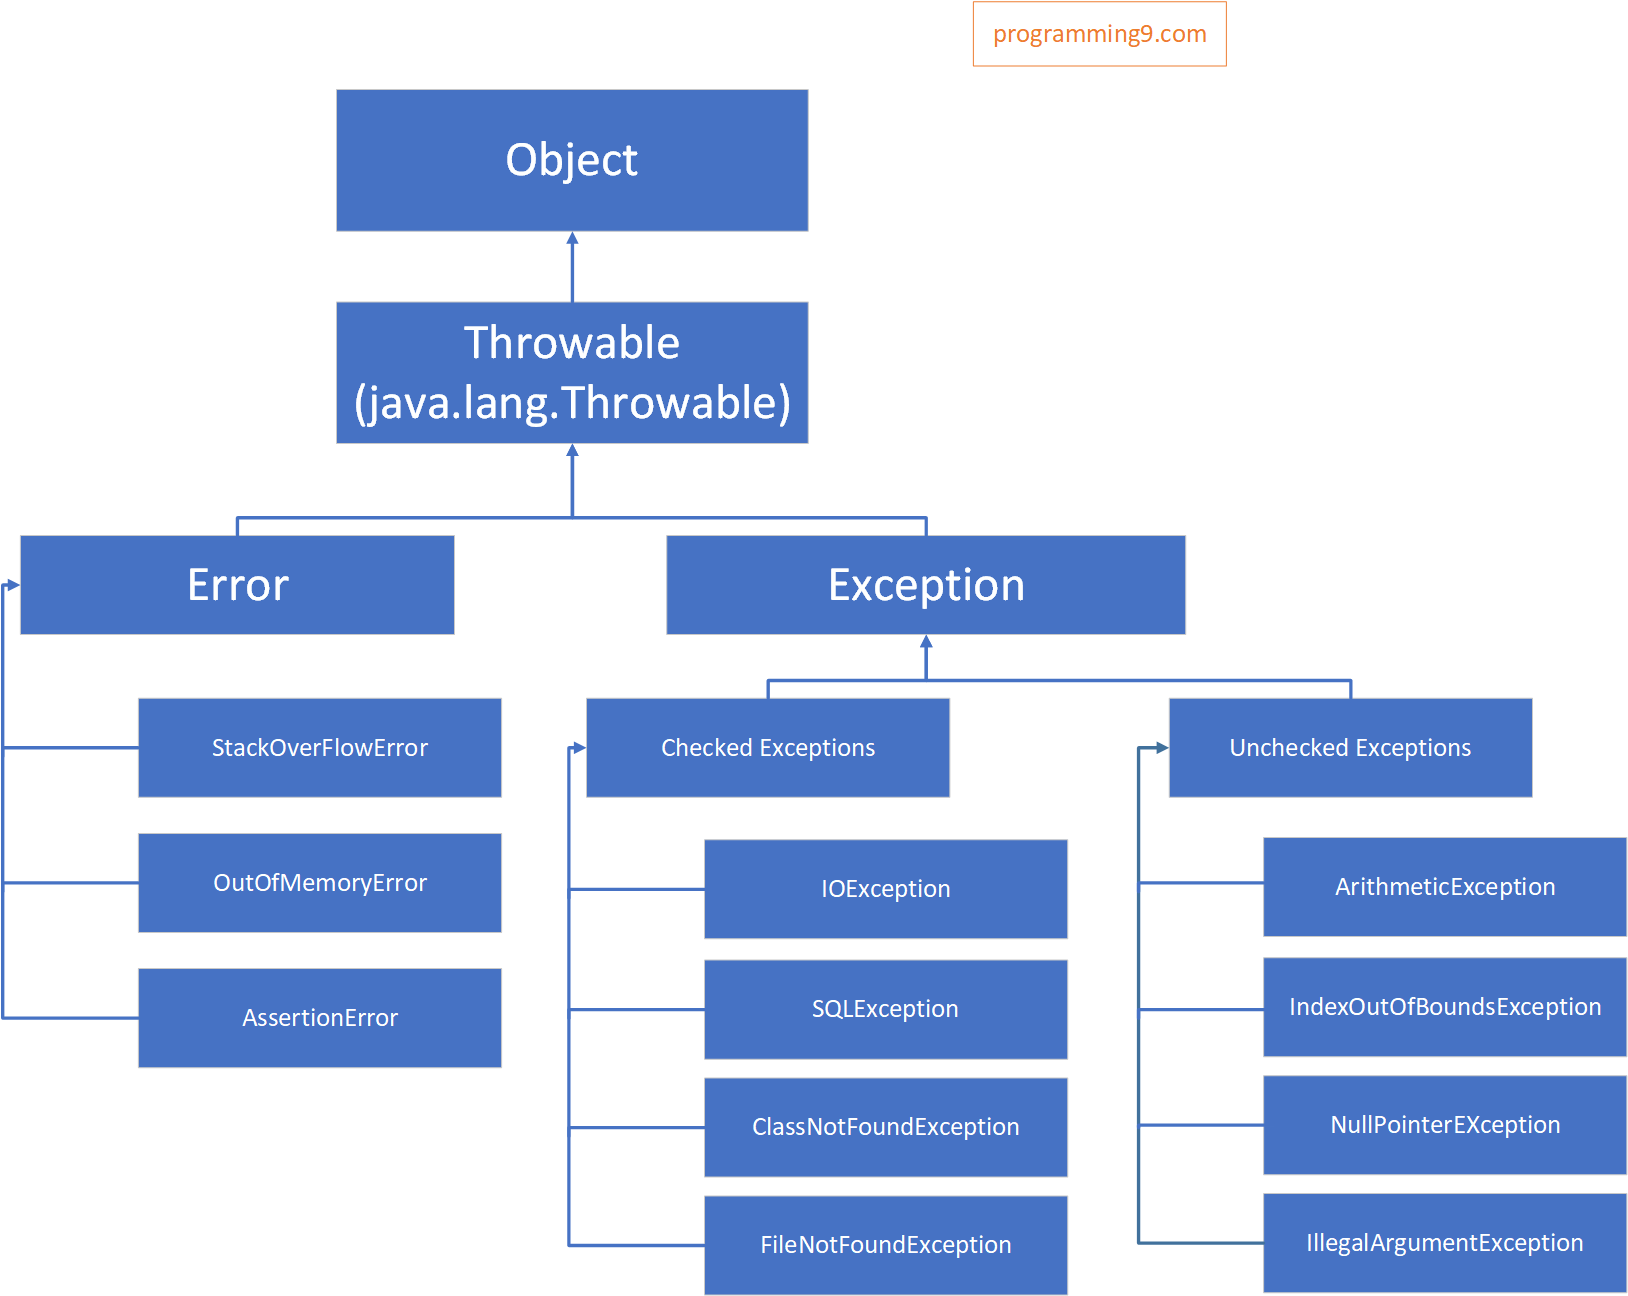 programming9.com
Object
Throwable
(java.lang.Throwable)
Error
Exception
StackOverFlowError
Checked Exceptions
Unchecked Exceptions
OutOfMemoryError
IOException
ArithmeticException
AssertionError
SQLException
IndexOutOfBoundsException
ClassNotFoundException
NullPointerEXception
FileNotFoundException
IllegalArgumentException